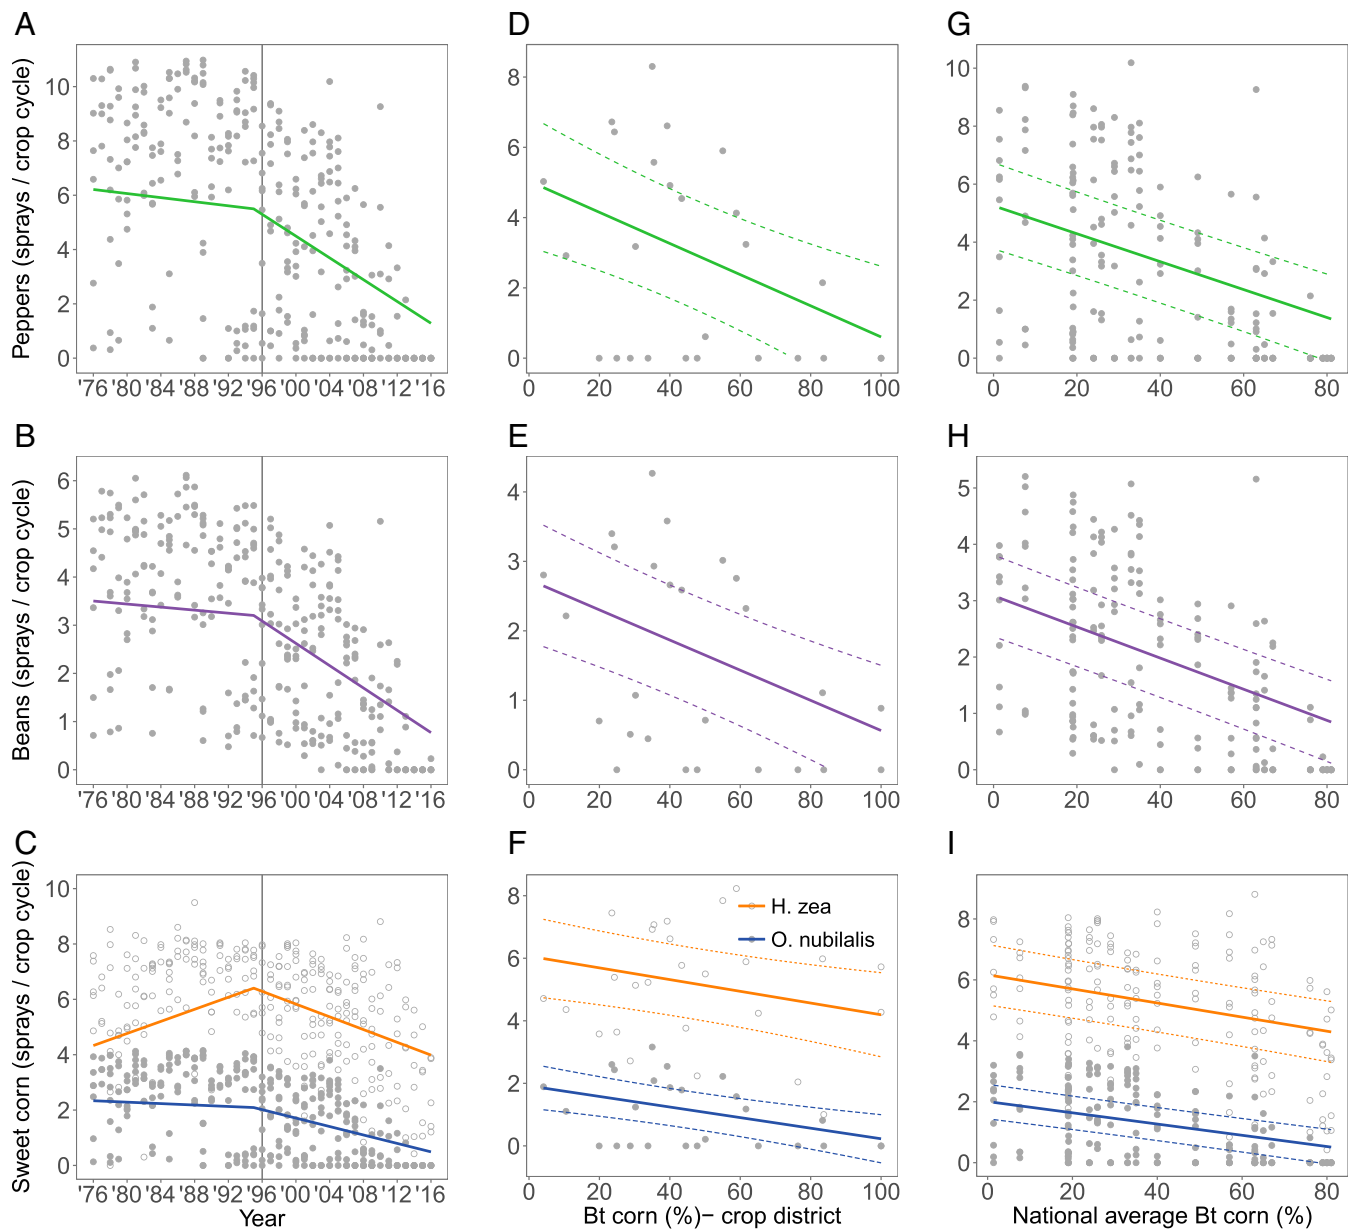 A
Peppers (sprays / crop cycle)
10
8
6
4
2
0
'76 '80 '84 '88 '92 '96 '00 '04 '08 '12 '16
D
8
6
4
2
0
0 20 40 60 80 100
G
10
8
6
4
2
0
0 20 40 60 80
B
Beans (sprays / crop cycle)
6
5
4
3
2
1
0
'76 '80 '84 '88 '92 '96 '00 '04 '08 '12 '16
E
4
3
2
1
0
0 20 40 60 80 100
H
5
4
3
2
1
0
0 20 40 60 80
C
Sweet corn (sprays / crop cycle)
10
8
6
4
2
0
'76 '80 '84 '88 '92 '96 '00 '04 '08 '12 '16
Year
F
8
6
4
2
0
H. zea
O. nubilalis
0 20 40 60 80 100
Bt corn (%)− crop district
I
8
6
4
2
0
0 20 40 60 80
National average Bt corn (%)